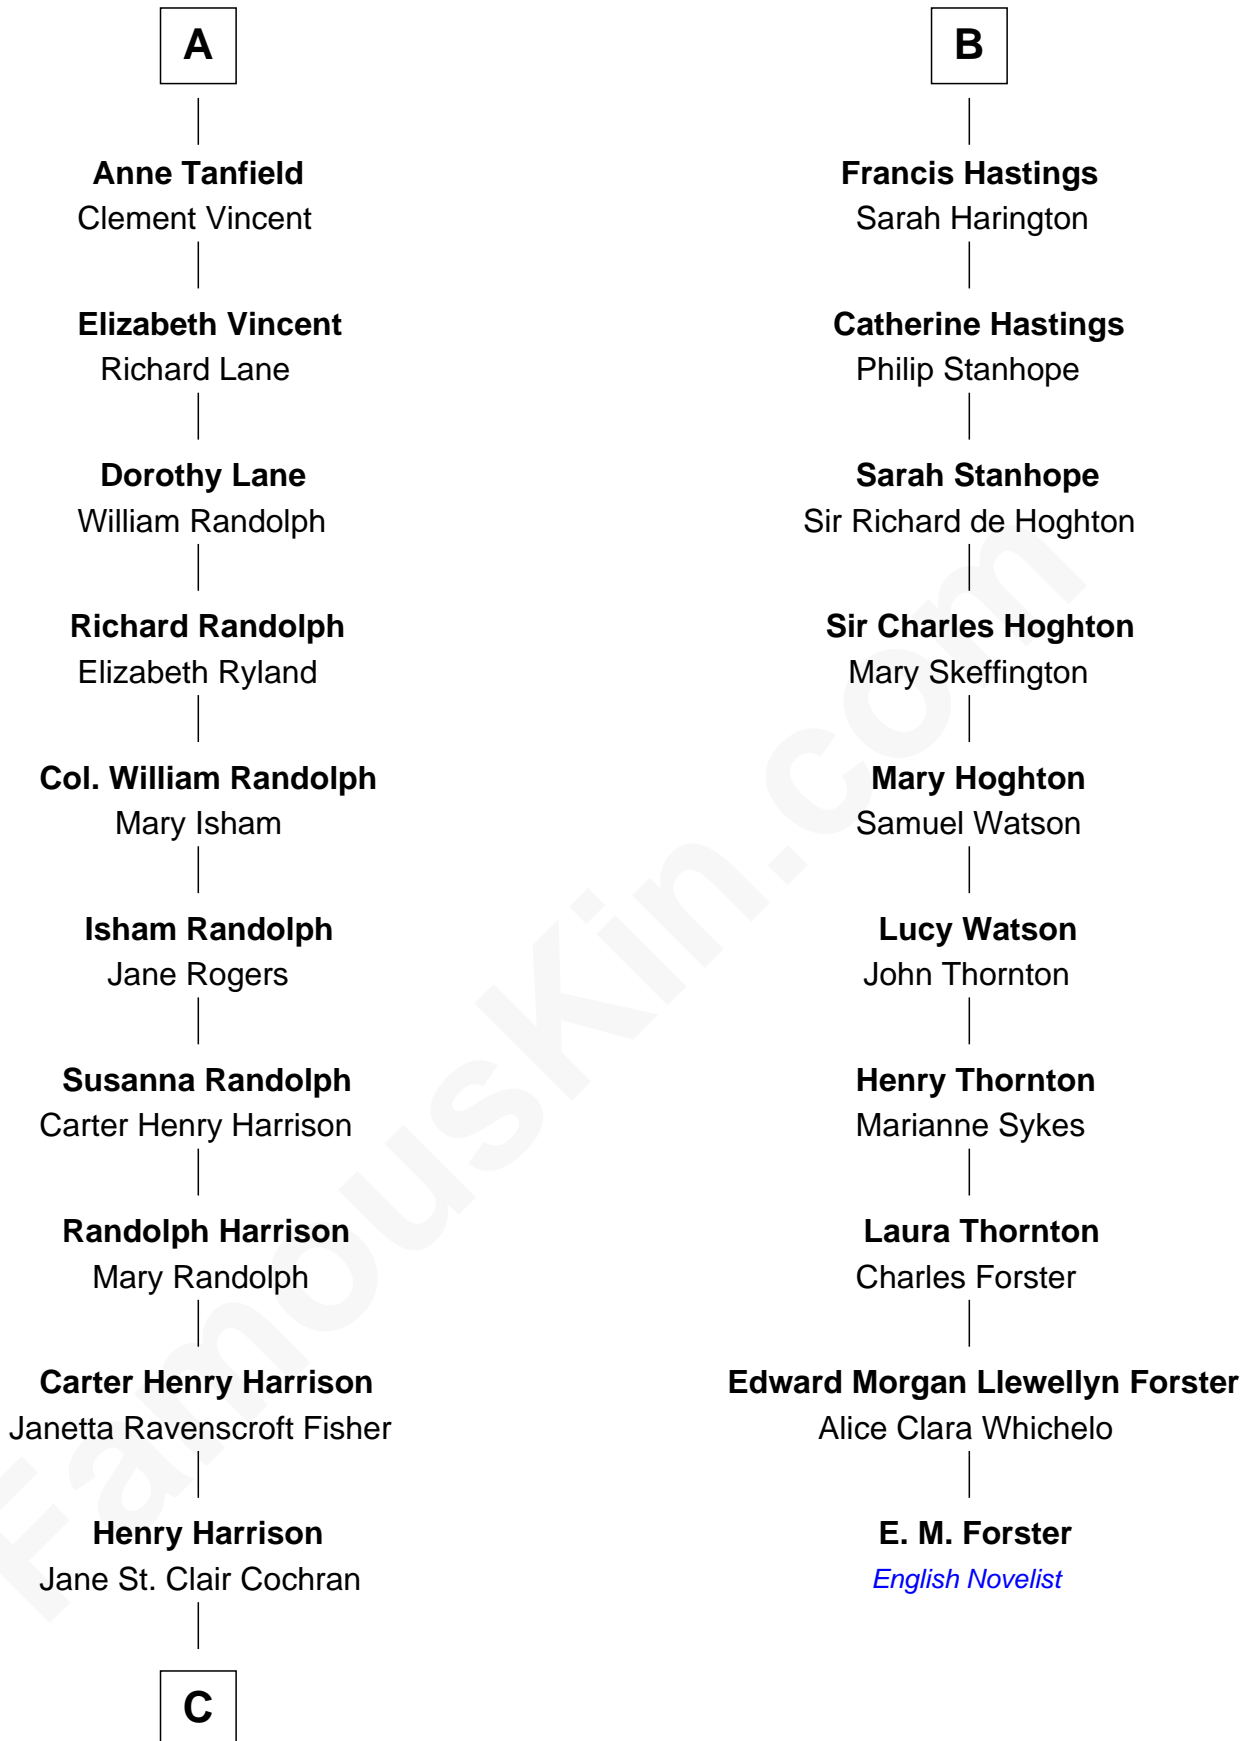 A
Anne Tanfield
Clement Vincent
Elizabeth Vincent
Richard Lane
Dorothy Lane
William Randolph
Richard Randolph
Elizabeth Ryland
Col. William Randolph
Mary Isham
Isham Randolph
Jane Rogers
Susanna Randolph
Carter Henry Harrison
Randolph Harrison
Mary Randolph
Carter Henry Harrison
Janetta Ravenscroft Fisher
Henry Harrison
Jane St. Clair Cochran
C
B
Francis Hastings
Sarah Harington
Catherine Hastings
Philip Stanhope
Sarah Stanhope
Sir Richard de Hoghton
Sir Charles Hoghton
Mary Skeffington
Mary Hoghton
Samuel Watson
Lucy Watson
John Thornton
Henry Thornton
Marianne Sykes
Laura Thornton
Charles Forster
Edward Morgan Llewellyn Forster
Alice Clara Whichelo
E. M. Forster
English Novelist
FamousKin.com